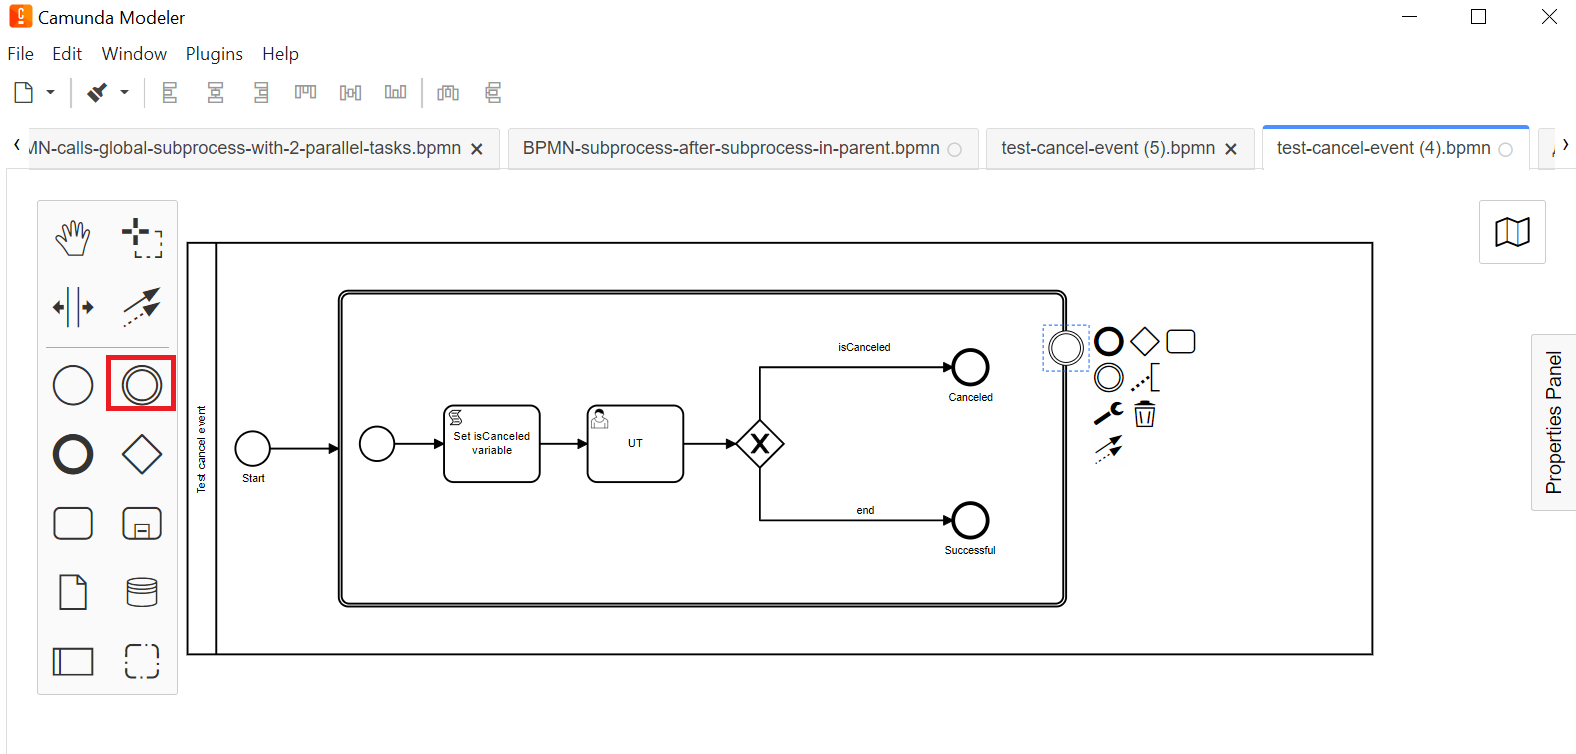 Camunda Modeler
File Edit Window Plugins Help
MN-calls-global-subprocess-with-2-parallel-tasks.bpmn
BPMN-subprocess-after-subprocess-in-parent.bpmn
test-cancel-event (5).bpmn
test-cancel-event (4).bpmn
Test cancel event
Start
Set isCanceled
variable
UT
isCanceled
Canceled
end
Successful
Properties Panel